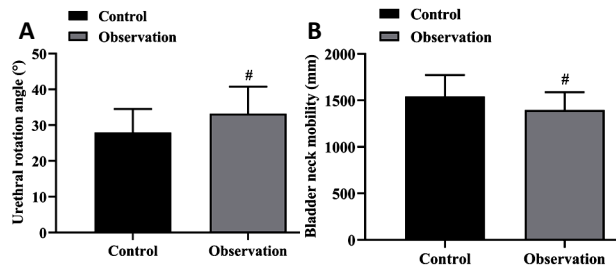 A
Control
Observation
Urethral rotation angle (°)
50
40
30
20
10
0
#
Control
Observation
B
Control
Observation
Bladder neck mobility (mm)
2000
1500
1000
500
0
#
Control
Observation